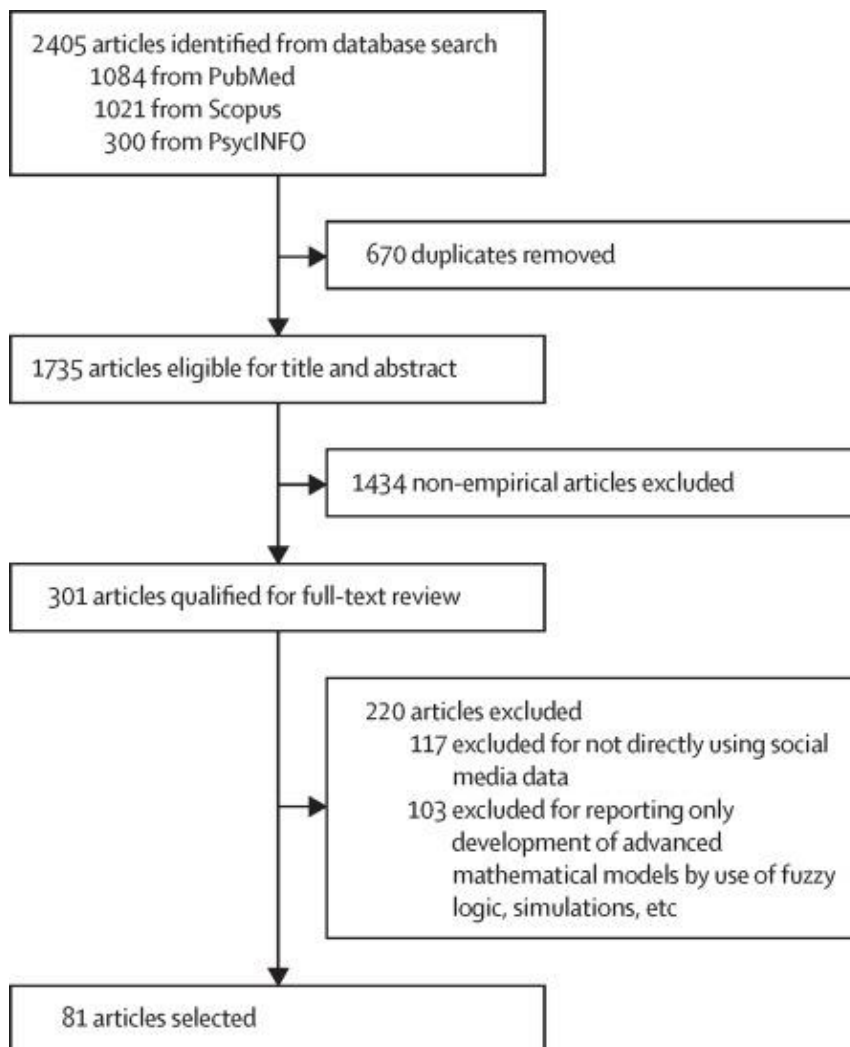 2405 articles identified from database search
1084 from PubMed
1021 from Scopus
300 from PsycINFO
670 duplicates removed
1735 articles eligible for title and abstract
1434 non-empirical articles excluded
301 articles qualified for full-text review
220 articles excluded
117 excluded for not directly using social
media data
103 excluded for reporting only
development of advanced
mathematical models by use of fuzzy
logic, simulations, etc
81 articles selected